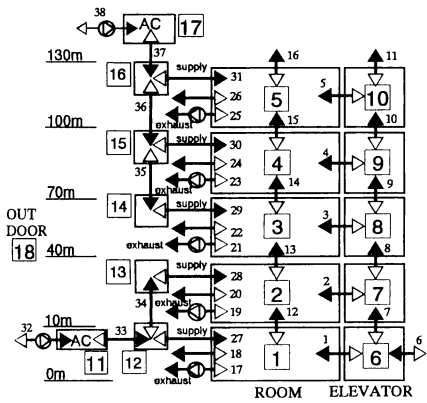 38 AC 17
37 16 11
130m supply
16 31 5 26 5 10
36 exhaust 25
100m 15 10
supply
15 30 4 24 4 9
35 exhaust 23
70m 14 9
supply
14 29 3 22 3 8
OUT
DOOR exhaust 21
18 40m 13 8
supply
13 28 2 20 2 7
34 exhaust 19
10m 12 7
supply
32 33 27
AC 18 1 1 6 6
11 12 17
0m exhaust
ROOM ELEVATOR